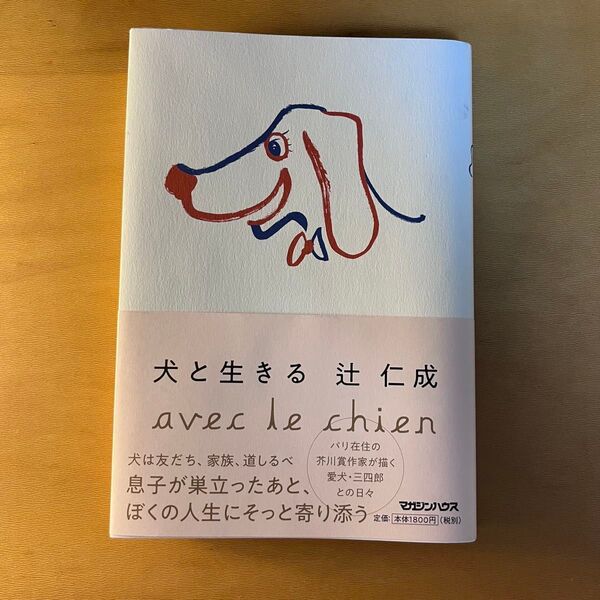 犬と生きる 辻 仁成
avec le chien
犬は友だち、家族、道しるべ
息子が巣立ったあと、
ぼくの人生にそっと寄り添う
パリ在住の
芥川賞作家が描く
愛犬・三四郎
との日々
マガジンハウス
定価:本体1800円(税別)